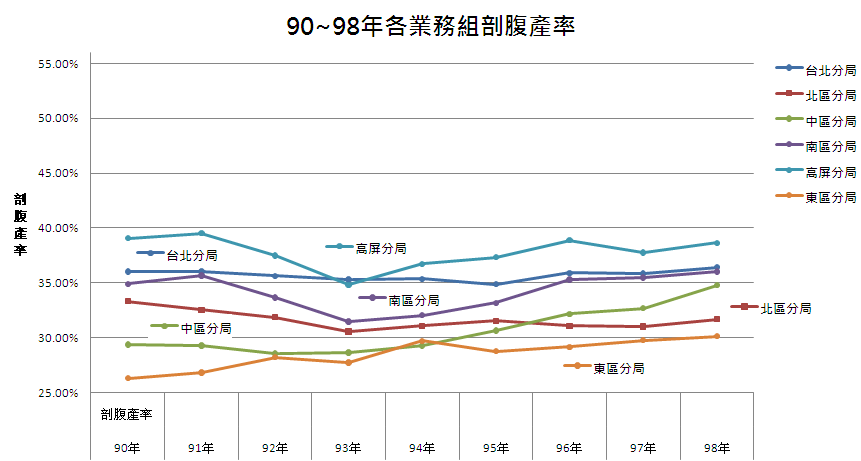 90~98年各業務組剖腹產率
55.00%
50.00%
45.00%
40.00%
35.00%
30.00%
25.00%
剖腹產率
台北分局
北區分局
中區分局
南區分局
高屏分局
東區分局
台北分局
高屏分局
南區分局
北區分局
中區分局
東區分局
剖腹產率
90年 91年 92年 93年 94年 95年 96年 97年 98年